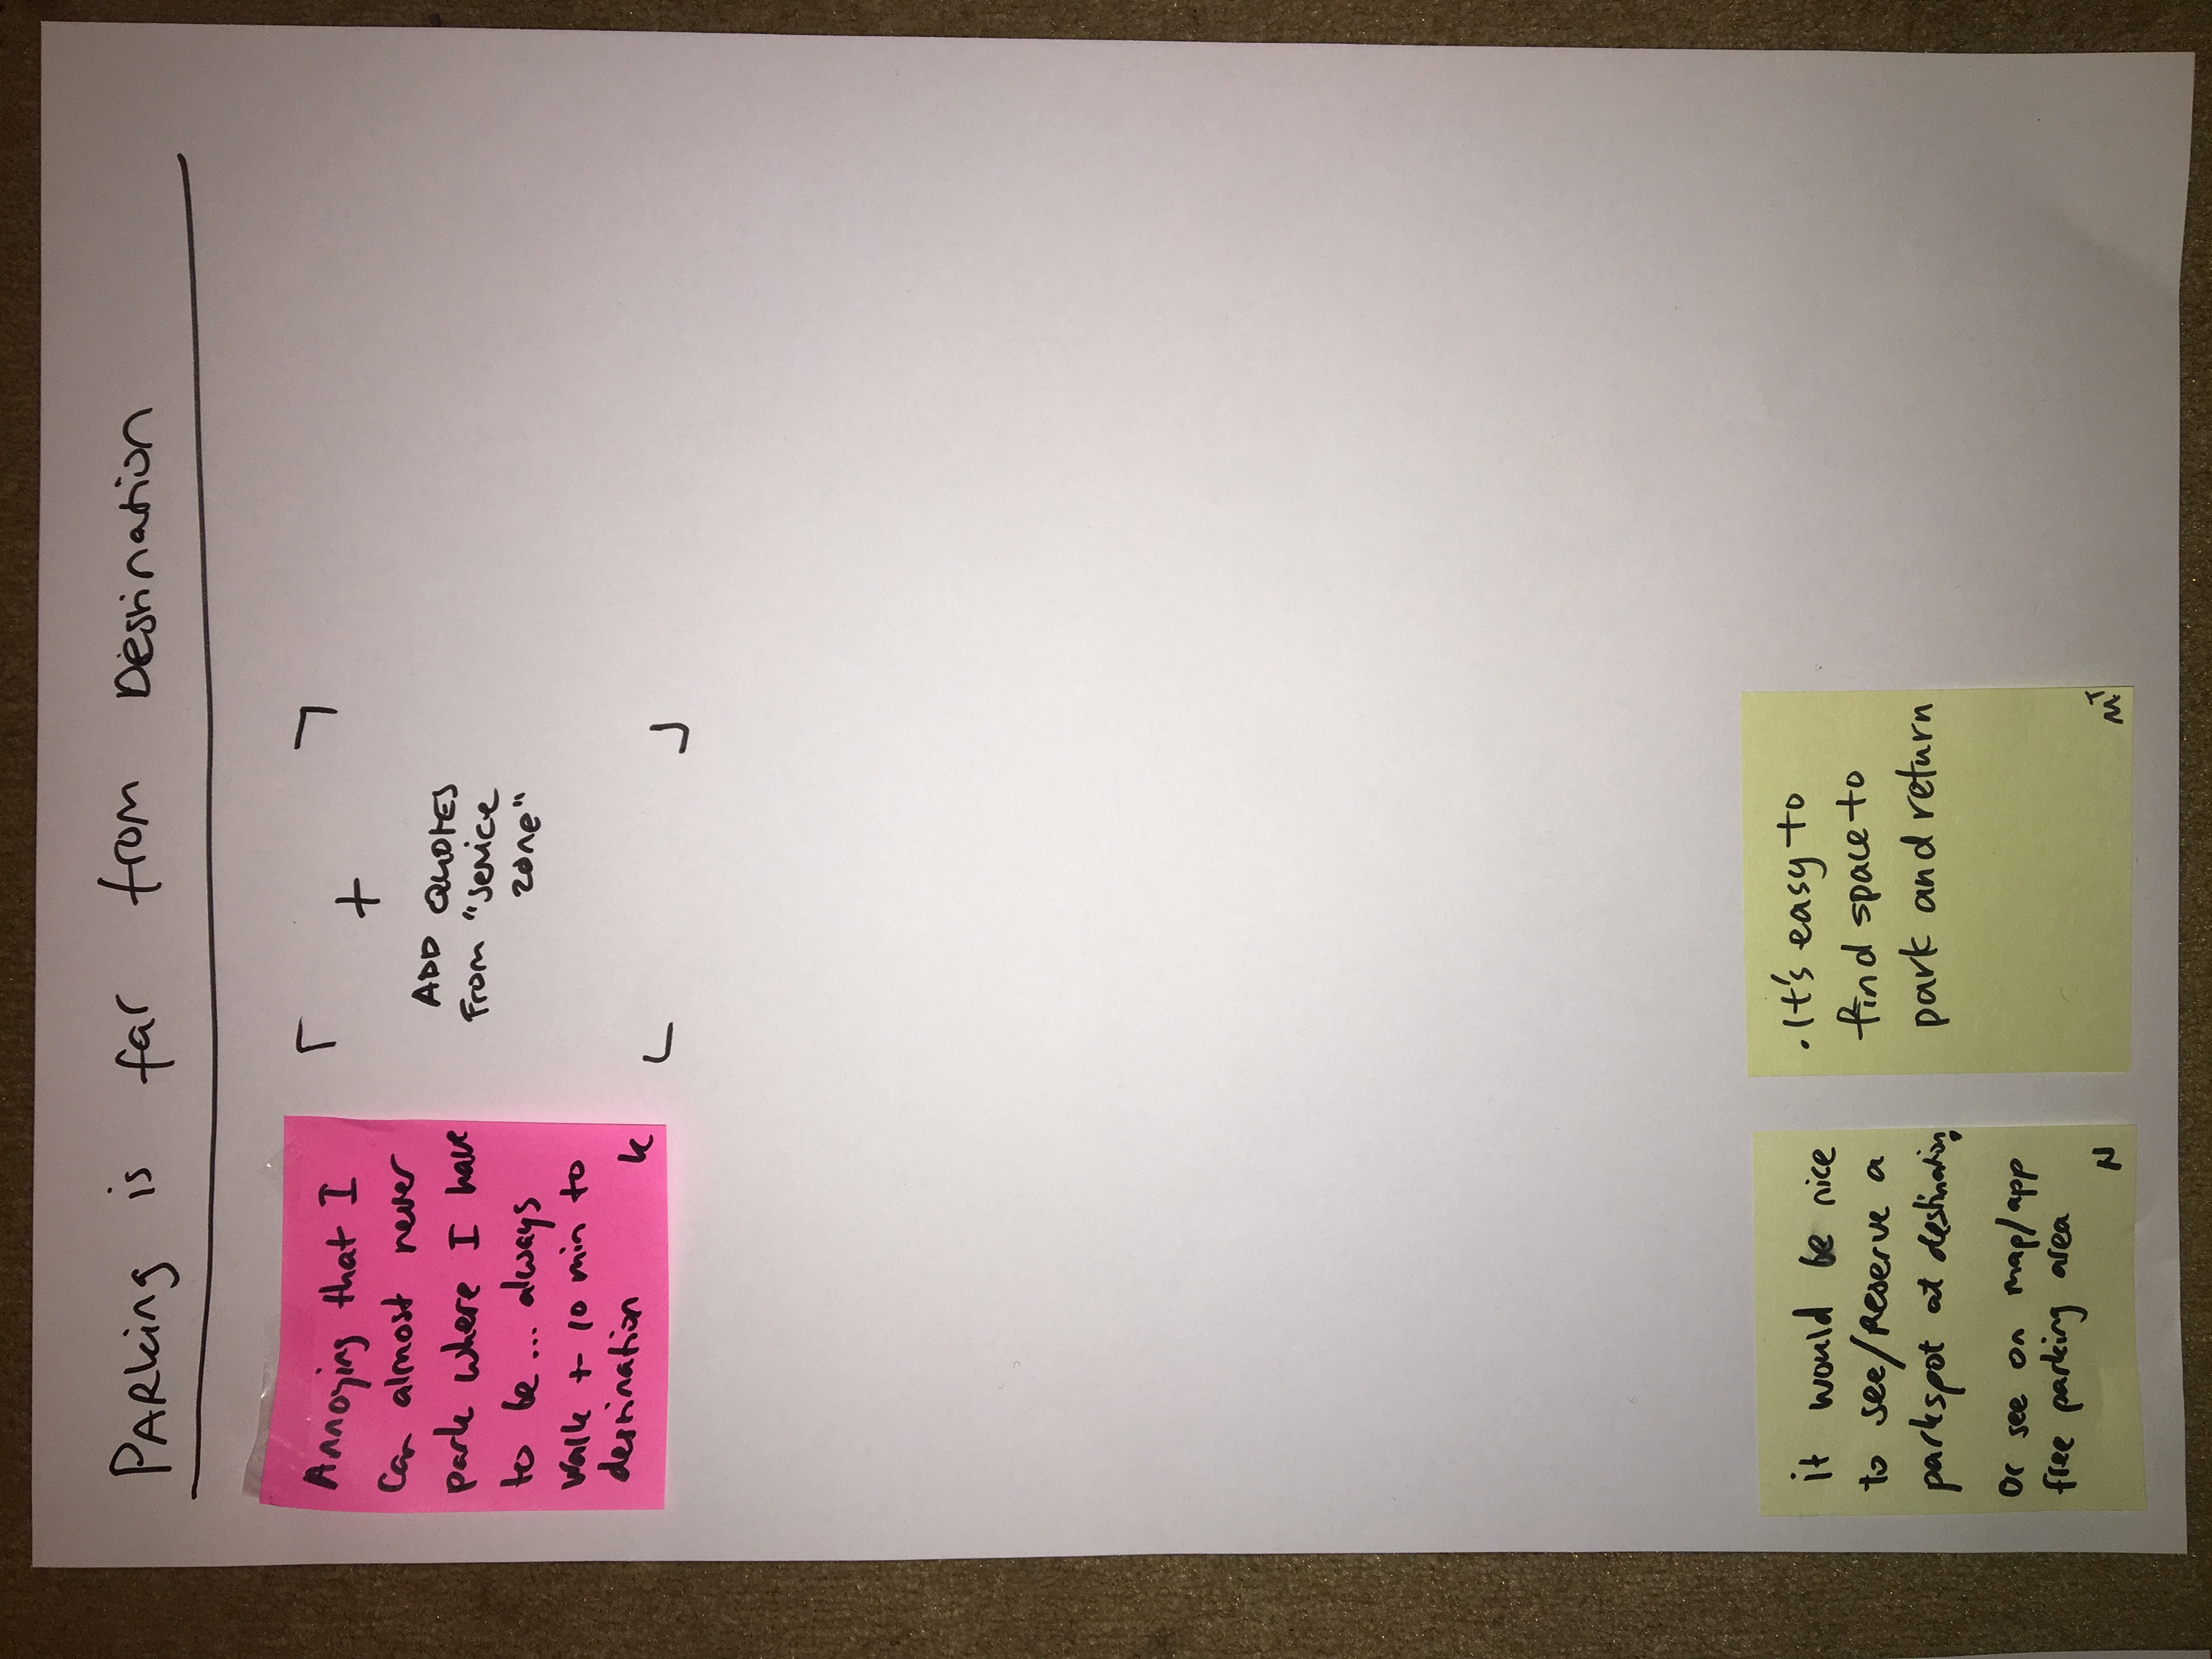 PARking is far from Destination
Annoying that I
Can almost never
park where I have
to be... always
walk + 10 min to
destination
K
+
ADD QUOTES
From "service
zone"
it would be nice
to see/Reserve a
parkspot at destination.
Or see on map/app
free parking area
N
.It's easy to
find space to
park and return
MT